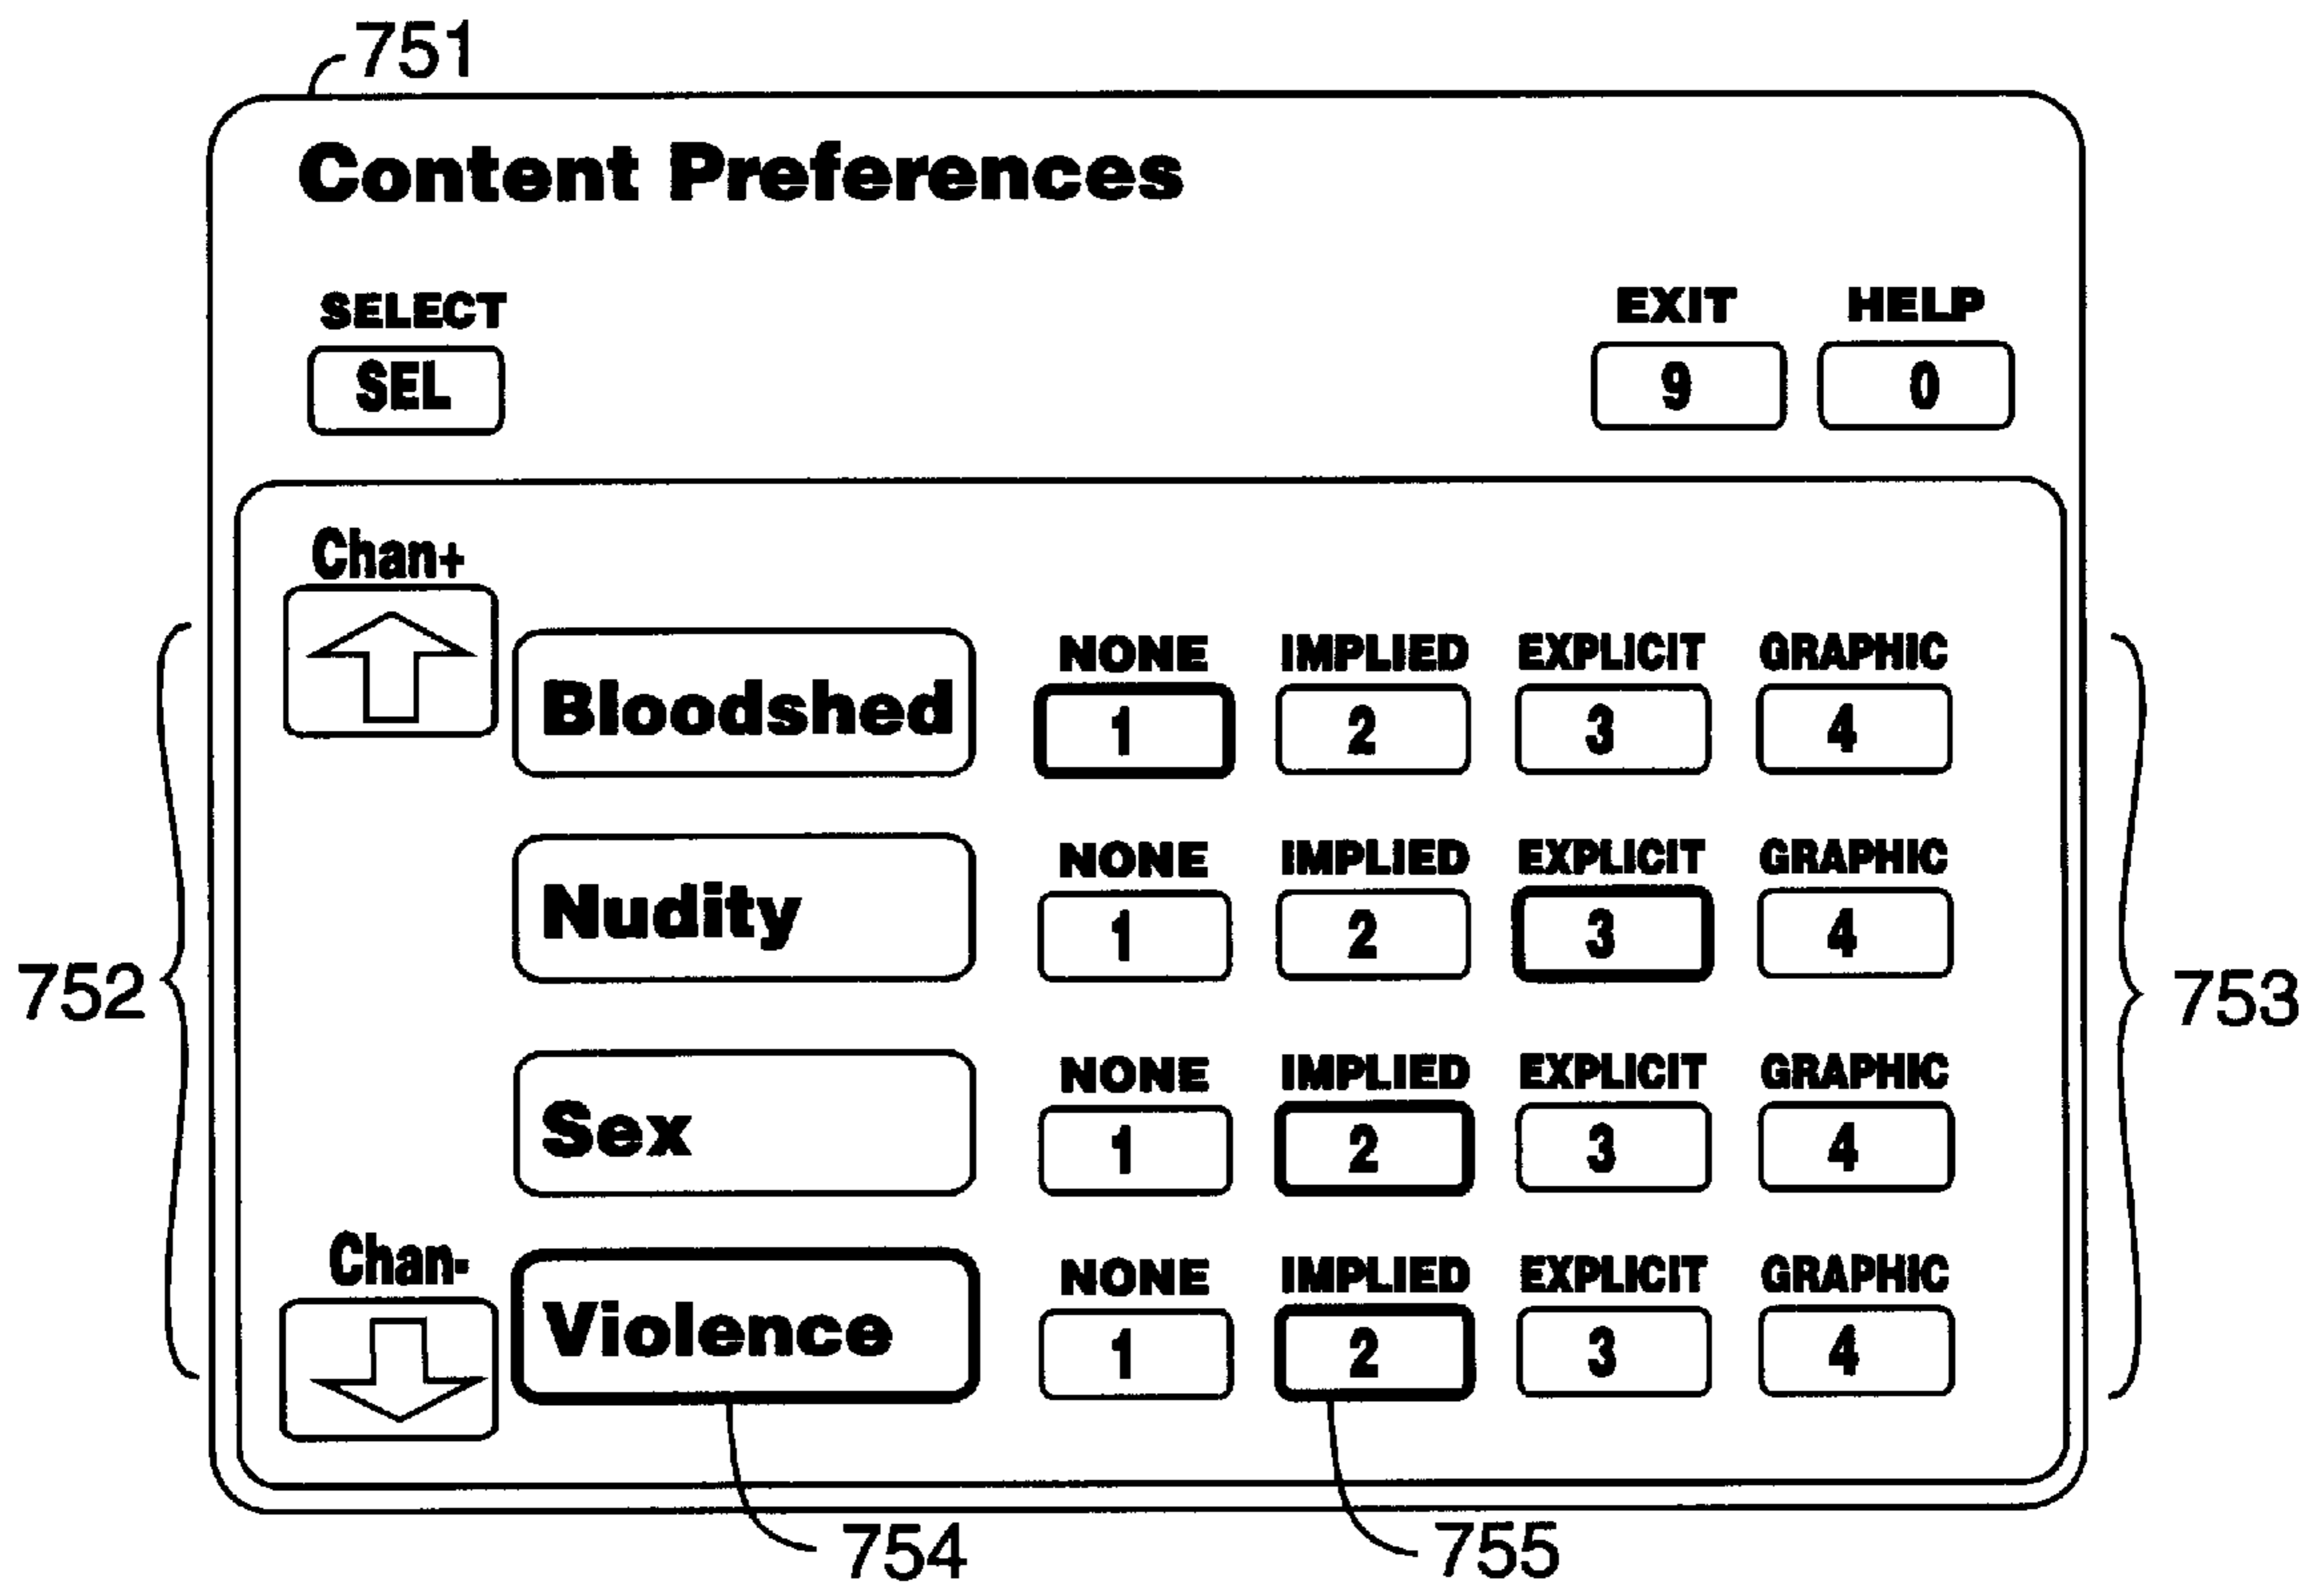 751
Content Preferences
SELECT EXIT HELP
SEL 9 0
Chan+
NONE IMPLIED EXPLICIT GRAPHIC
Bloodshed 1 2 3 4
NONE IMPLIED EXPLICIT GRAPHIC
Nudity 1 2 3 4
752 753
NONE IMPLIED EXPLICIT GRAPHIC
Sex 1 2 3 4
Chan-
NONE IMPLIED EXPLICIT GRAPHIC
Violence 1 2 3 4
754 755